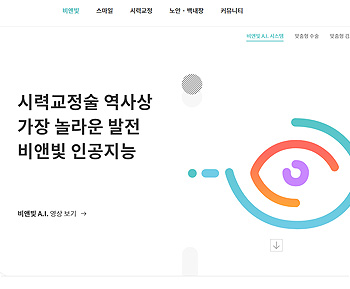 비앤빛 스마일 시력교정 노안·백내장 커뮤니티
비앤빛 A.I. 시스템 맞춤형 수술 맞춤형 검
시력교정술 역사상
가장 놀라운 발전
비앤빛 인공지능
비앤빛 A.I. 영상 보기 →